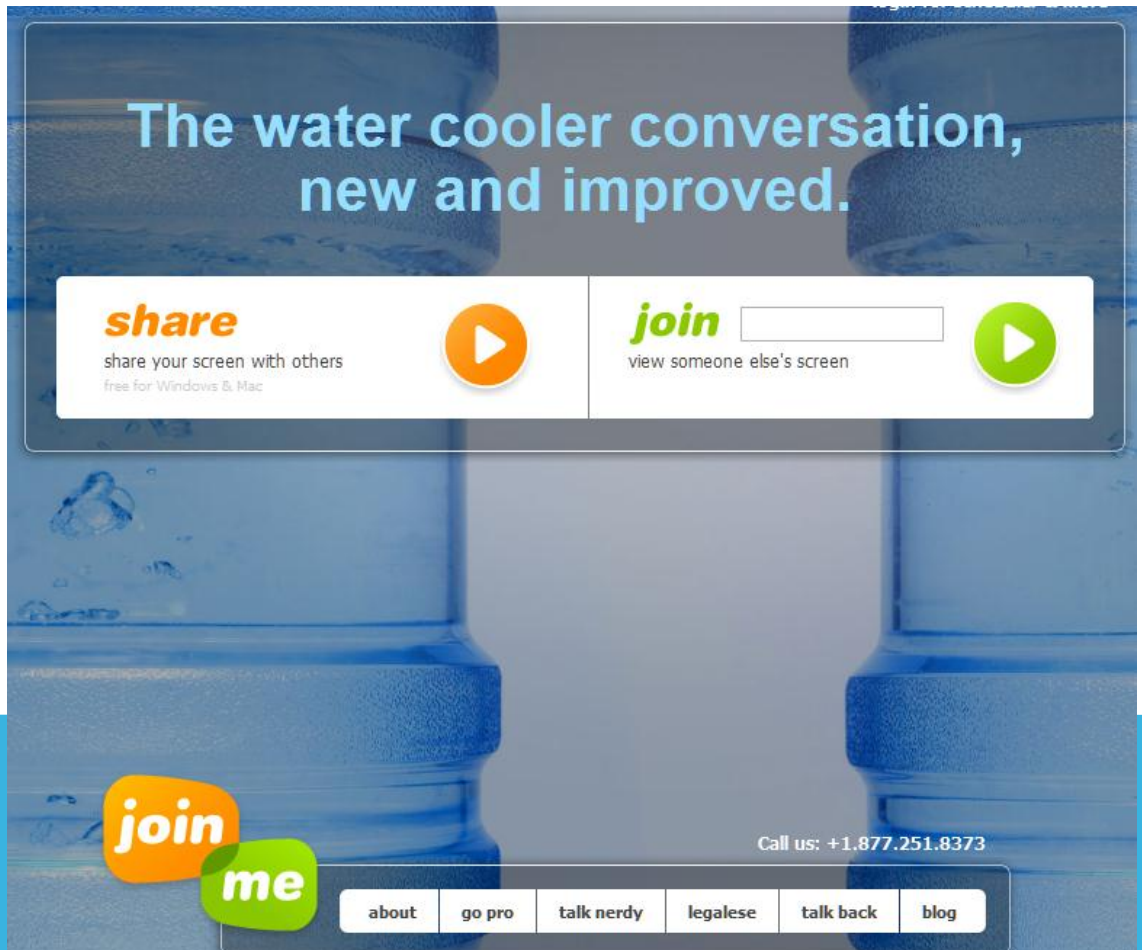 The water cooler conversation,
new and improved.
share
share your screen with others
free for Windows & Mac
join
view someone else's screen
join
me
Call us: +1.877.251.8373
about
go pro
talk nerdy
legalese
talk back
blog